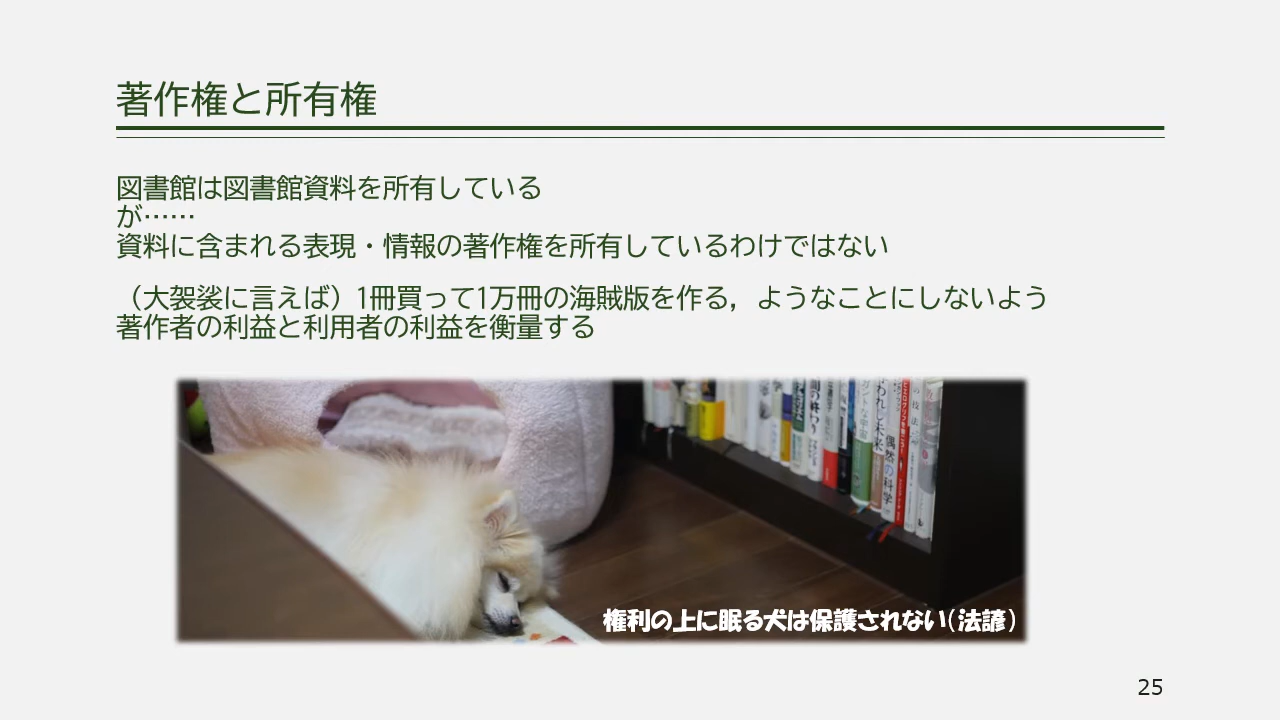 著作権と所有権
図書館は図書館資料を所有している
が……
資料に含まれる表現・情報の著作権を所有しているわけではない
（大袈裟に言えば）1冊買って1万冊の海賊版を作る，ようなことにしないよう
著作者の利益と利用者の利益を衡量する
偶然の科学
権利の上に眠る犬は保護されない（法諺）
25